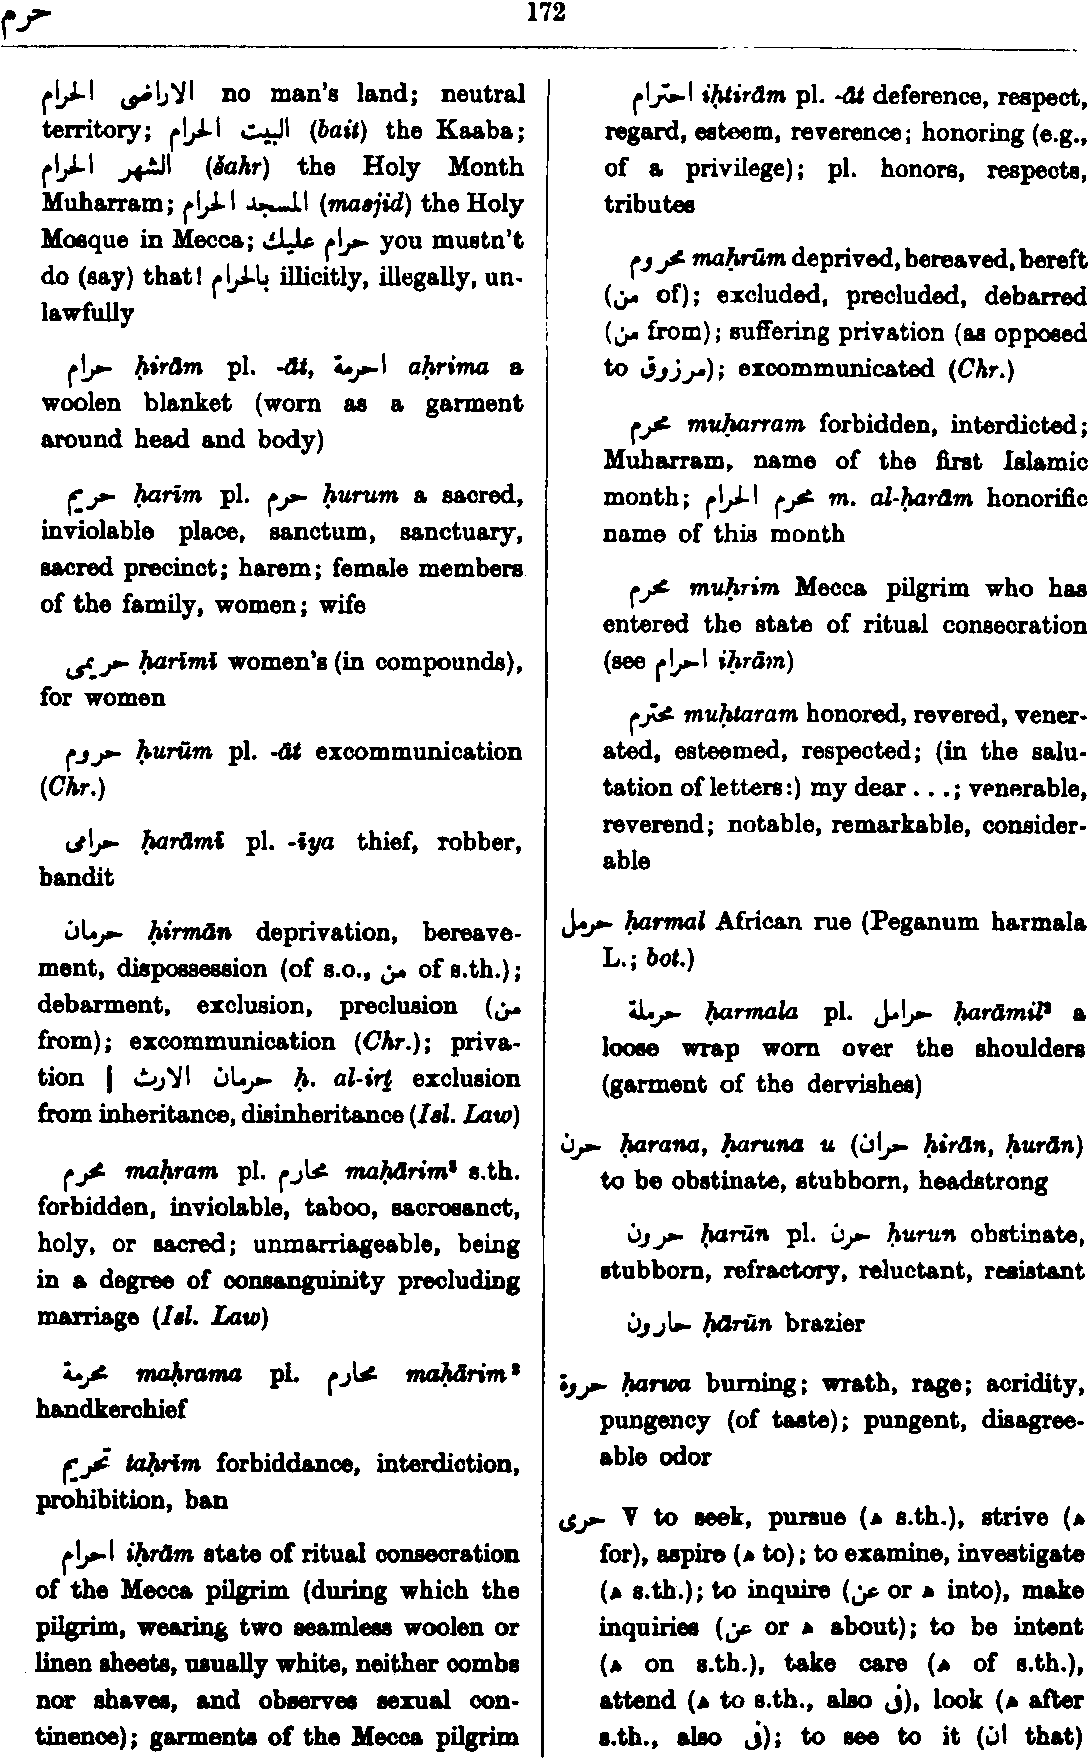 حرم
172
الاراضى الحرام no man's land; neutral
territory; البيت الحرام (bait) the Kaaba;
الشهر الحرام (šahr) the Holy Month
Muharram; المسجد الحرام (masjid) the Holy
Mosque in Mecca; حرام عليك you mustn't
do (say) that! بالحرام illicitly, illegally, un-
lawfully
حرام ḥirām pl. -āt, احرمة aḥrima a
woolen blanket (worn as a garment
around head and body)
حريم ḥarīm pl. حرم ḥurum a sacred,
inviolable place, sanctum, sanctuary,
sacred precinct; harem; female members
of the family, women; wife
حريمى ḥarīmī women's (in compounds),
for women
حروم ḥurūm pl. -āt excommunication
(Chr.)
حرامى ḥarāmī pl. -īya thief, robber,
bandit
حرمان ḥirmān deprivation, bereave-
ment, dispossession (of s.o., من of s.th.);
debarment, exclusion, preclusion (من
from); excommunication (Chr.); priva-
tion | حرمان الارث ḥ. al-irṯ exclusion
from inheritance, disinheritance (Isl. Law)
محرم maḥram pl. محارم maḥārim² s.th.
forbidden, inviolable, taboo, sacrosanct,
holy, or sacred; unmarriageable, being
in a degree of consanguinity precluding
marriage (Isl. Law)
محرمة maḥrama pl. محارم maḥārim²
handkerchief
تحريم taḥrīm forbiddance, interdiction,
prohibition, ban
احرام iḥrām state of ritual consecration
of the Mecca pilgrim (during which the
pilgrim, wearing two seamless woolen or
linen sheets, usually white, neither combs
nor shaves, and observes sexual con-
tinence); garments of the Mecca pilgrim
احترام iḥtirām pl. -āt deference, respect,
regard, esteem, reverence; honoring (e.g.,
of a privilege); pl. honors, respects,
tributes
محروم maḥrūm deprived, bereaved, bereft
(من of); excluded, precluded, debarred
(من from); suffering privation (as opposed
to مرزوق); excommunicated (Chr.)
محرم muḥarram forbidden, interdicted;
Muharram, name of the first Islamic
month; محرم الحرام m. al-ḥarām honorific
name of this month
محرم muḥrim Mecca pilgrim who has
entered the state of ritual consecration
(see احرام iḥrām)
محترم muḥtaram honored, revered, vener-
ated, esteemed, respected; (in the salu-
tation of letters:) my dear . . .; venerable,
reverend; notable, remarkable, consider-
able
حرمل ḥarmal African rue (Peganum harmala
L.; bot.)
حرملة ḥarmala pl. حرامل ḥarāmil² a
loose wrap worn over the shoulders
(garment of the dervishes)
حرن ḥarana, ḥaruna u (حران ḥirān, ḥurān)
to be obstinate, stubborn, headstrong
حرون ḥarūn pl. حرن ḥurun obstinate,
stubborn, refractory, reluctant, resistant
حارون ḥārūn brazier
حروة ḥarwa burning; wrath, rage; acridity,
pungency (of taste); pungent, disagree-
able odor
حرى V to seek, pursue (ه s.th.), strive (ه
for), aspire (ه to); to examine, investigate
(ه s.th.); to inquire (عن or ه into), make
inquiries (عن or ه about); to be intent
(ه on s.th.), take care (ه of s.th.),
attend (ه to s.th., also فى), look (ه after
s.th., also فى); to see to it (ان that)